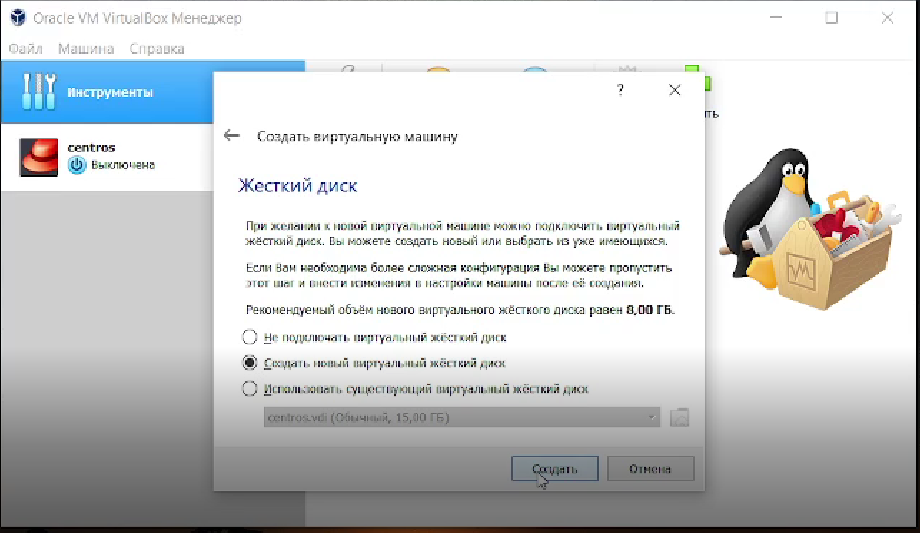 Oracle VM VirtualBox Менеджер
Файл Машина Справка
Инструменты
ть
centros
Выключена
?
Создать виртуальную машину
Жесткий диск
При желании к новой виртуальной машине можно подключить виртуальный
жёсткий диск. Вы можете создать новый или выбрать из уже имеющихся.
Если Вам необходима более сложная конфигурация Вы можете пропустить
этот шаг и внести изменения в настройки машины после её создания.
Рекомендуемый объём нового виртуального жёсткого диска равен 8,00 ГБ.
Не подключать виртуальный жёсткий диск
Создать новый виртуальный жёсткий диск
Использовать существующий виртуальный жёсткий диск
centros.vdi (Обычный, 15,00 ГБ)
Создать Отмена